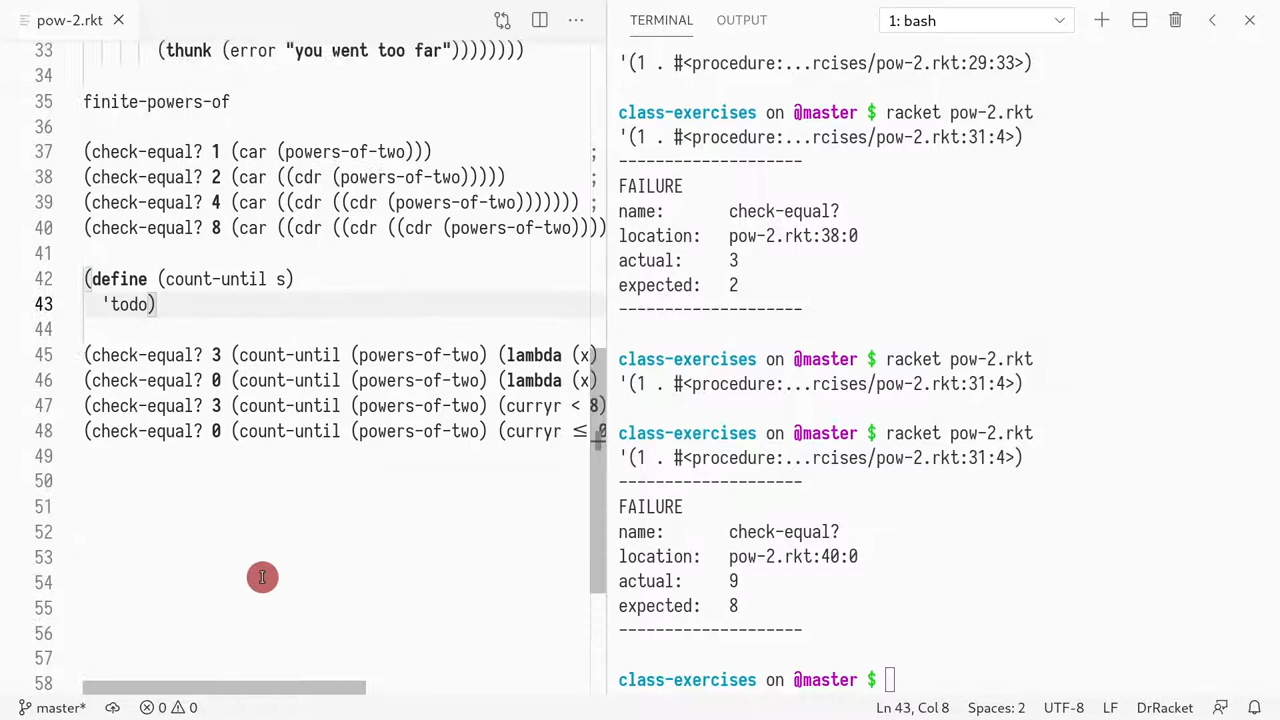 pow-2.rkt
33 (thunk (error "you went too far"))))))))
34
35 finite-powers-of
36
37 (check-equal? 1 (car (powers-of-two))) ;
38 (check-equal? 2 (car ((cdr (powers-of-two))))) ;
39 (check-equal? 4 (car ((cdr ((cdr (powers-of-two))))))) ;
40 (check-equal? 8 (car ((cdr ((cdr ((cdr (powers-of-two))))
41
42 (define (count-until s)
43 'todo)
44
45 (check-equal? 3 (count-until (powers-of-two) (lambda (x)
46 (check-equal? 0 (count-until (powers-of-two) (lambda (x)
47 (check-equal? 3 (count-until (powers-of-two) (curryr < 8)
48 (check-equal? 0 (count-until (powers-of-two) (curryr ≤ 0
49
50
51
52
53
54
55
56
57
58
TERMINAL OUTPUT 1: bash
'(1 . #<procedure:...rcises/pow-2.rkt:29:33>)
class-exercises on @master $ racket pow-2.rkt
'(1 . #<procedure:...rcises/pow-2.rkt:31:4>)
--------------------
FAILURE
name: check-equal?
location: pow-2.rkt:38:0
actual: 3
expected: 2
--------------------
class-exercises on @master $ racket pow-2.rkt
'(1 . #<procedure:...rcises/pow-2.rkt:31:4>)
class-exercises on @master $ racket pow-2.rkt
'(1 . #<procedure:...rcises/pow-2.rkt:31:4>)
--------------------
FAILURE
name: check-equal?
location: pow-2.rkt:40:0
actual: 9
expected: 8
--------------------
class-exercises on @master $
master* 0 0 Ln 43, Col 8 Spaces: 2 UTF-8 LF DrRacket